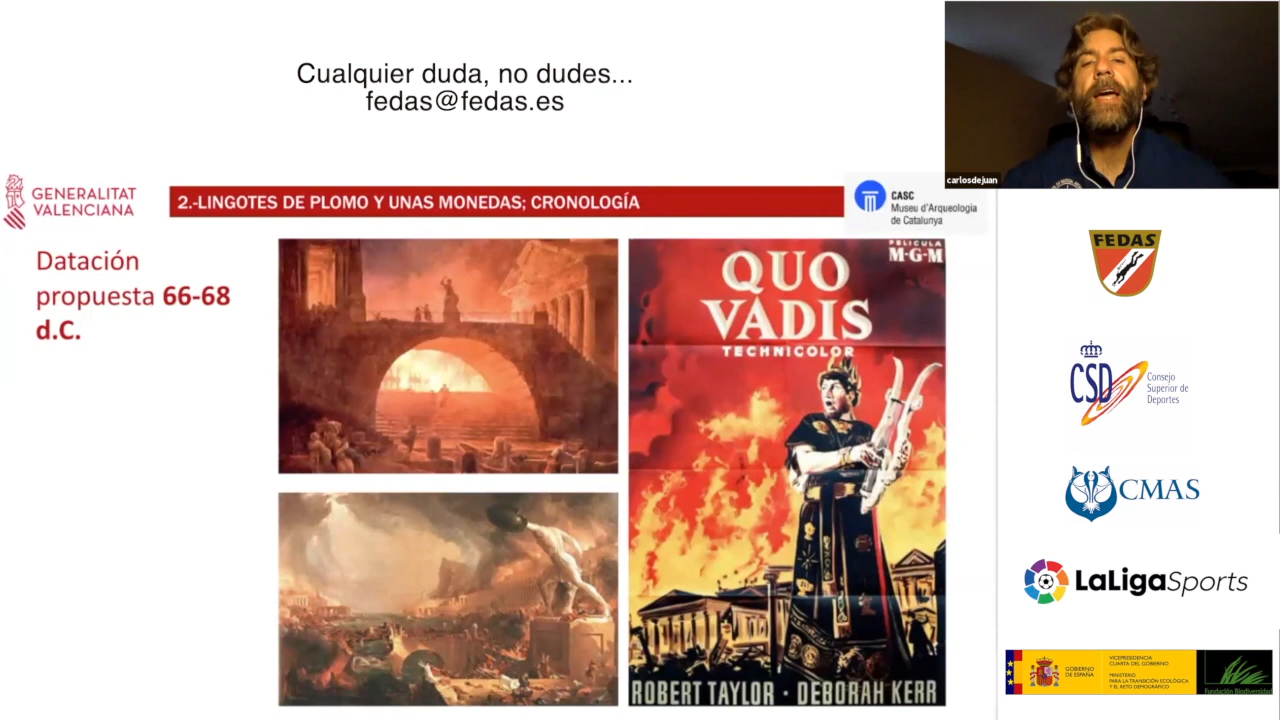 Cualquier duda, no dudes...
fedas@fedas.es
carlosdejuan
GENERALITAT
VALENCIANA
2.-LINGOTES DE PLOMO Y UNAS MONEDAS; CRONOLOGÍA
CASC
Museu d'Arqueologia
de Catalunya
Datación
propuesta 66-68
d.C.
PELICULA
M-G-M
QUO
VADIS
TECHNICOLOR
ROBERT TAYLOR · DEBORAH KERR
FEDAS
CSD
Consejo
Superior de
Deportes
CMAS
LaLigaSports
GOBIERNO
DE ESPAÑA
VICEPRESIDENCIA
CUARTA DEL GOBIERNO
MINISTERIO
PARA LA TRANSICIÓN ECOLÓGICA
Y EL RETO DEMOGRÁFICO
Fundación Biodiversidad